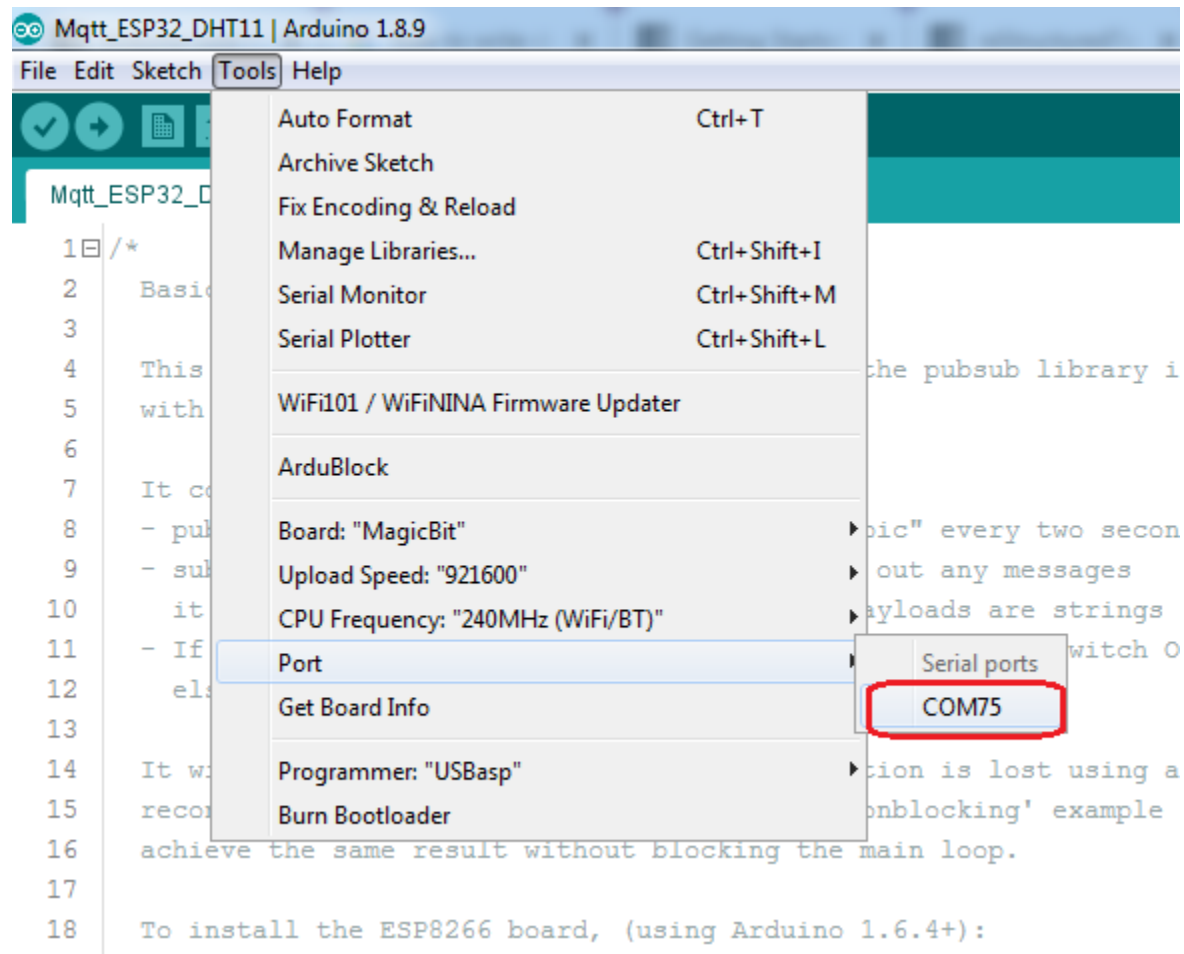 Mqtt_ESP32_DHT11 | Arduino 1.8.9
File Edit Sketch Tools Help
Auto Format Ctrl+T
Archive Sketch
Mqtt_ESP32_D
Fix Encoding & Reload
1 /*
Manage Libraries... Ctrl+Shift+I
2 Basic
Serial Monitor Ctrl+Shift+M
3
Serial Plotter Ctrl+Shift+L
4 This the pubsub library i
5 with
WiFi101 / WiFiNINA Firmware Updater
6
ArduBlock
7 It co
8 - pub pic" every two secon
Board: "MagicBit"
9 - sub out any messages
Upload Speed: "921600"
10 it ayloads are strings
CPU Frequency: "240MHz (WiFi/BT)"
11 - If witch O
Port Serial ports
12 els
Get Board Info COM75
13
14 It wi tion is lost using a
Programmer: "USBasp"
15 recon onblocking' example
Burn Bootloader
16 achieve the same result without blocking the main loop.
17
18 To install the ESP8266 board, (using Arduino 1.6.4+):